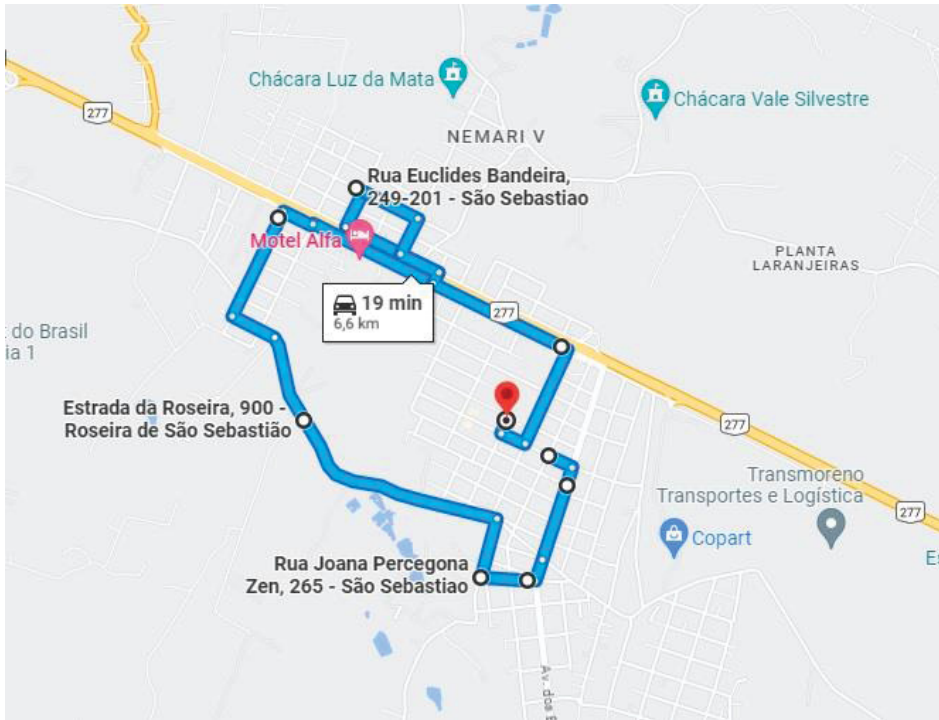 Chácara Luz da Mata
277
Chácara Vale Silvestre
NEMARI V
Rua Euclides Bandeira,
249-201 - São Sebastiao
Motel Alfa
PLANTA
LARANJEIRAS
19 min
6,6 km
277
do Brasil
ia 1
Estrada da Roseira, 900 -
Roseira de São Sebastião
277
Transmoreno
Transportes e Logística
277
Copart
Rua Joana Percegona
Zen, 265 - São Sebastiao
Av. dos